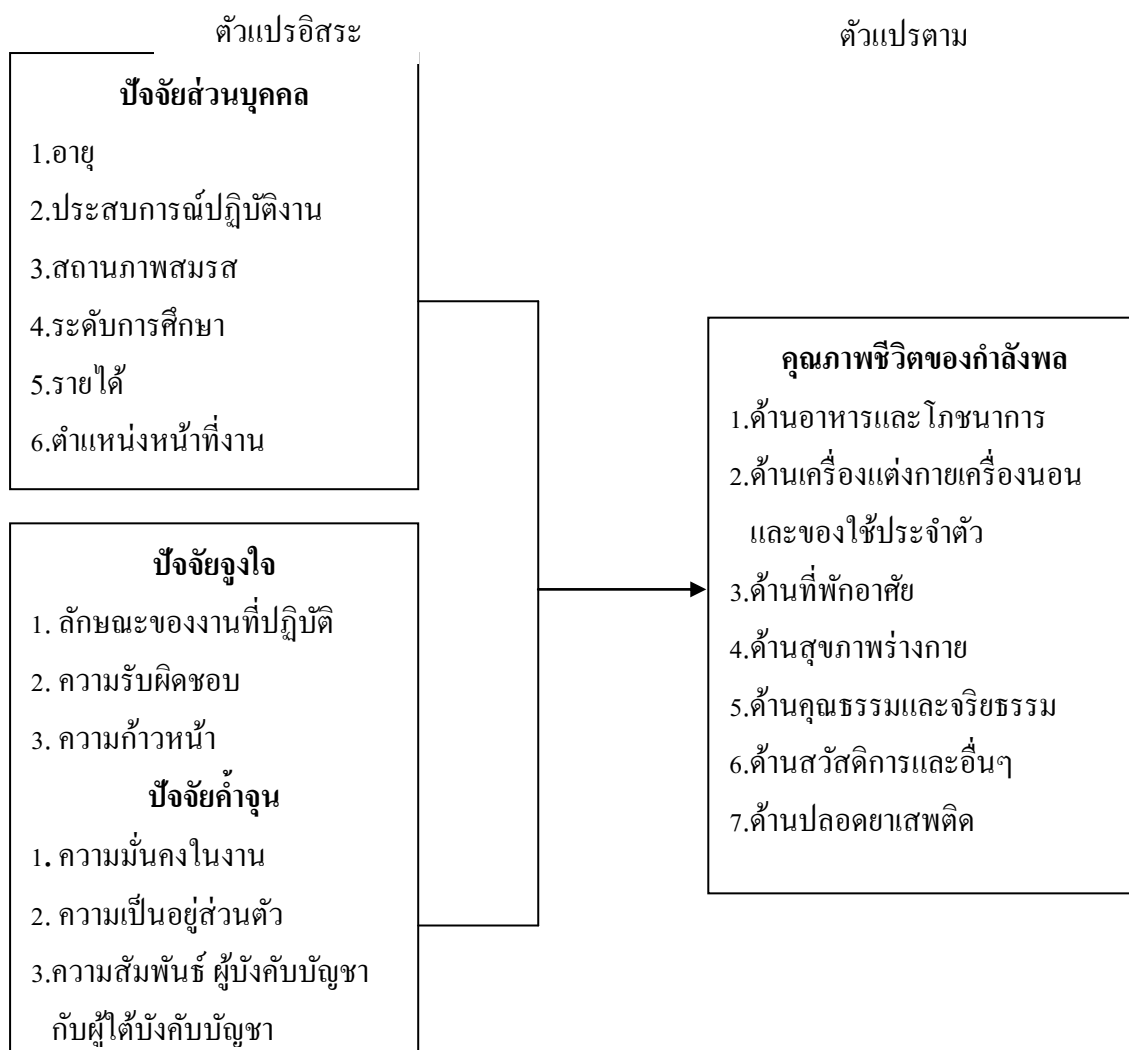 ตัวแปรอิสระ
ตัวแปรตาม
ปัจจัยส่วนบุคคล
1.อายุ
2.ประสบการณ์ปฏิบัติงาน
3.สถานภาพสมรส
4.ระดับการศึกษา
5.รายได้
6.ตำแหน่งหน้าที่งาน
ปัจจัยจูงใจ
1. ลักษณะของงานที่ปฏิบัติ
2. ความรับผิดชอบ
3. ความก้าวหน้า
ปัจจัยค้ำจุน
1. ความมั่นคงในงาน
2. ความเป็นอยู่ส่วนตัว
3.ความสัมพันธ์ ผู้บังคับบัญชา
กับผู้ใต้บังคับบัญชา
คุณภาพชีวิตของกำลังพล
1.ด้านอาหารและโภชนาการ
2.ด้านเครื่องแต่งกายเครื่องนอน
และของใช้ประจำตัว
3.ด้านที่พักอาศัย
4.ด้านสุขภาพร่างกาย
5.ด้านคุณธรรมและจริยธรรม
6.ด้านสวัสดิการและอื่นๆ
7.ด้านปลอดยาเสพติด